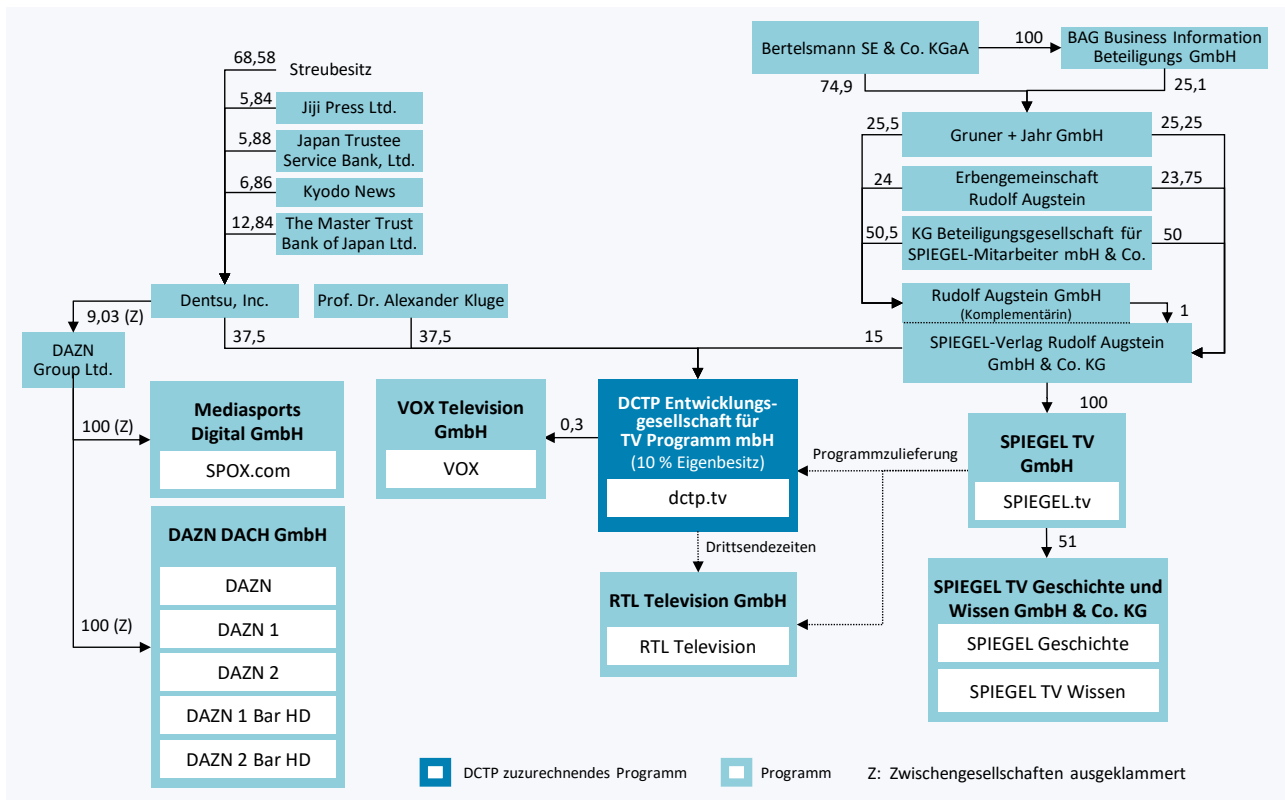 68,58
Streubesitz
5,84
Jiji Press Ltd.
5,88
Japan Trustee
Service Bank, Ltd.
6,86
Kyodo News
12,84
The Master Trust
Bank of Japan Ltd.
Dentsu, Inc.
Prof. Dr. Alexander Kluge
9,03 (Z)
37,5
37,5
15
DAZN
Group Ltd.
Bertelsmann SE & Co. KGaA
100
BAG Business Information
Beteiligungs GmbH
74,9
25,1
25,5
Gruner + Jahr GmbH
25,25
24
Erbengemeinschaft
Rudolf Augstein
23,75
50,5
KG Beteiligungsgesellschaft für
SPIEGEL-Mitarbeiter mbH & Co.
50
Rudolf Augstein GmbH
(Komplementärin)
1
SPIEGEL-Verlag Rudolf Augstein
GmbH & Co. KG
100
100 (Z)
Mediasports
Digital GmbH
SPOX.com
VOX Television
GmbH
VOX
0,3
DCTP Entwicklungs-
gesellschaft für
TV Programm mbH
(10 % Eigenbesitz)
dctp.tv
Programmzulieferung
SPIEGEL TV
GmbH
SPIEGEL.tv
51
100 (Z)
DAZN DACH GmbH
DAZN
DAZN 1
DAZN 2
DAZN 1 Bar HD
DAZN 2 Bar HD
Drittsendezeiten
RTL Television GmbH
RTL Television
SPIEGEL TV Geschichte und
Wissen GmbH & Co. KG
SPIEGEL Geschichte
SPIEGEL TV Wissen
DCTP zuzurechnendes Programm
Programm
Z: Zwischengesellschaften ausgeklammert